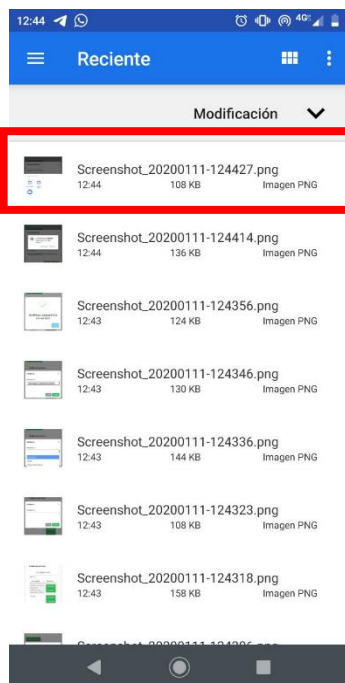 12:44 4G
Reciente
Modificación
Screenshot_20200111-124427.png
12:44 108 KB Imagen PNG
Screenshot_20200111-124414.png
12:44 136 KB Imagen PNG
Screenshot_20200111-124356.png
12:43 124 KB Imagen PNG
Screenshot_20200111-124346.png
12:43 130 KB Imagen PNG
Screenshot_20200111-124336.png
12:43 144 KB Imagen PNG
Screenshot_20200111-124323.png
12:43 108 KB Imagen PNG
Screenshot_20200111-124318.png
12:43 158 KB Imagen PNG